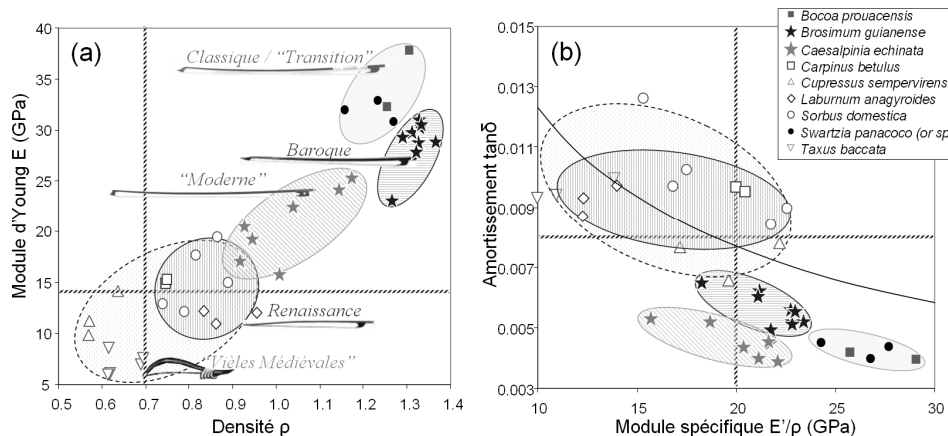 (a)
Module d'Young E (GPa)
40
35
30
25
20
15
10
5
0.5 0.6 0.7 0.8 0.9 1.0 1.1 1.2 1.3 1.4
Densité ρ
Classique / "Transition"
Baroque
"Moderne"
Renaissance
"Vièles Médiévales"
(b)
Amortissement tanδ
0.015
0.013
0.011
0.009
0.007
0.005
0.003
10 15 20 25 30
Module spécifique E'/ρ (GPa)
Bocoa prouacensis
Brosimum guianense
Caesalpinia echinata
Carpinus betulus
Cupressus sempervirens
Laburnum anagyroides
Sorbus domestica
Swartzia panacoco (or sp
Taxus baccata